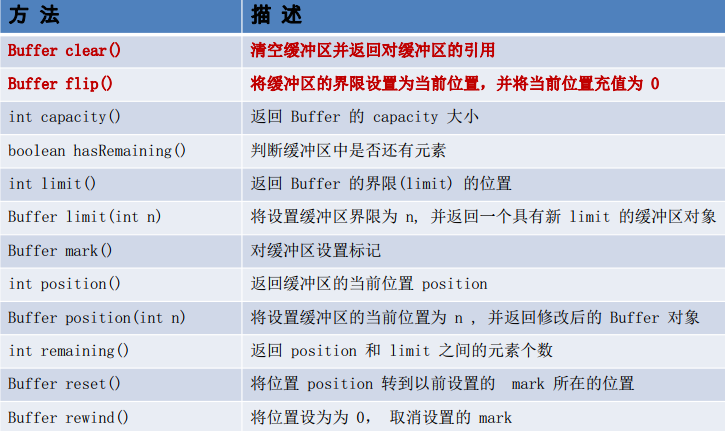 方 法 描 述
Buffer clear() 清空缓冲区并返回对缓冲区的引用
Buffer flip() 将缓冲区的界限设置为当前位置，并将当前位置充值为 0
int capacity() 返回 Buffer 的 capacity 大小
boolean hasRemaining() 判断缓冲区中是否还有元素
int limit() 返回 Buffer 的界限(limit) 的位置
Buffer limit(int n) 将设置缓冲区界限为 n, 并返回一个具有新 limit 的缓冲区对象
Buffer mark() 对缓冲区设置标记
int position() 返回缓冲区的当前位置 position
Buffer position(int n) 将设置缓冲区的当前位置为 n , 并返回修改后的 Buffer 对象
int remaining() 返回 position 和 limit 之间的元素个数
Buffer reset() 将位置 position 转到以前设置的 mark 所在的位置
Buffer rewind() 将位置设为为 0， 取消设置的 mark